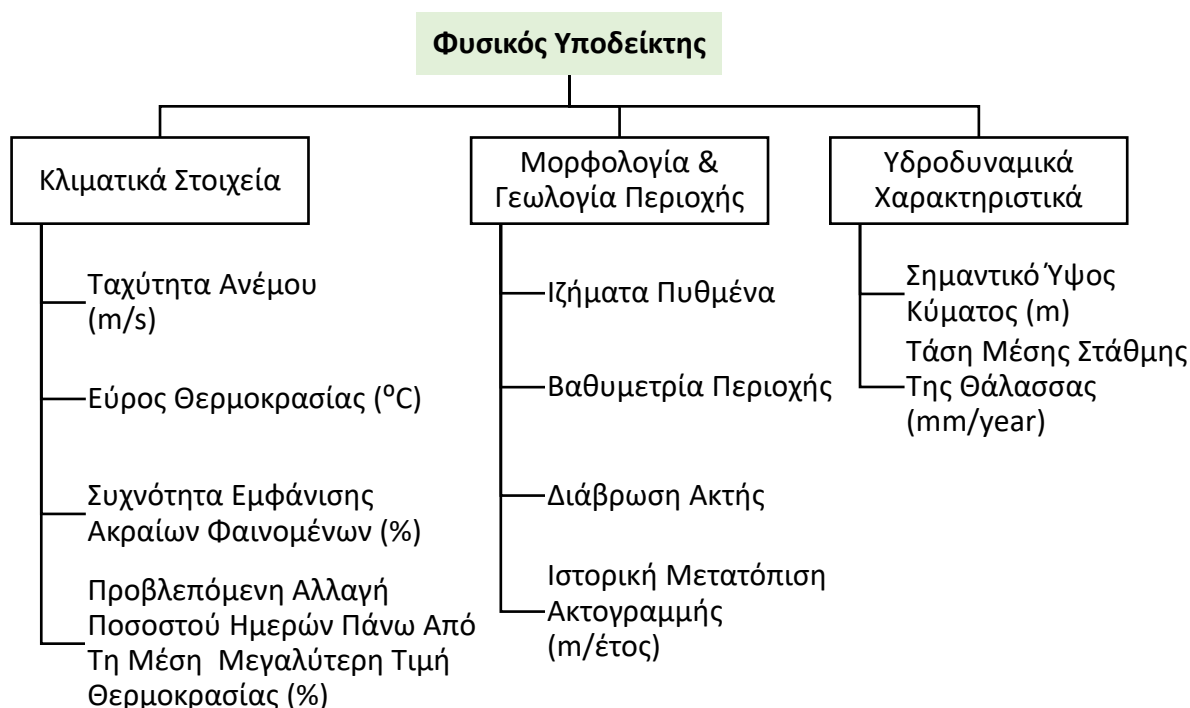 Φυσικός Υποδείκτης
Κλιματικά Στοιχεία
Ταχύτητα Ανέμου
(m/s)
Εύρος Θερμοκρασίας (⁰C)
Συχνότητα Εμφάνισης
Ακραίων Φαινομένων (%)
Προβλεπόμενη Αλλαγή
Ποσοστού Ημερών Πάνω Από
Τη Μέση Μεγαλύτερη Τιμή
Θερμοκρασίας (%)
Μορφολογία &
Γεωλογία Περιοχής
Ιζήματα Πυθμένα
Βαθυμετρία Περιοχής
Διάβρωση Ακτής
Ιστορική Μετατόπιση
Ακτογραμμής
(m/έτος)
Υδροδυναμικά
Χαρακτηριστικά
Σημαντικό Ύψος
Κύματος (m)
Τάση Μέσης Στάθμης
Της Θάλασσας
(mm/year)